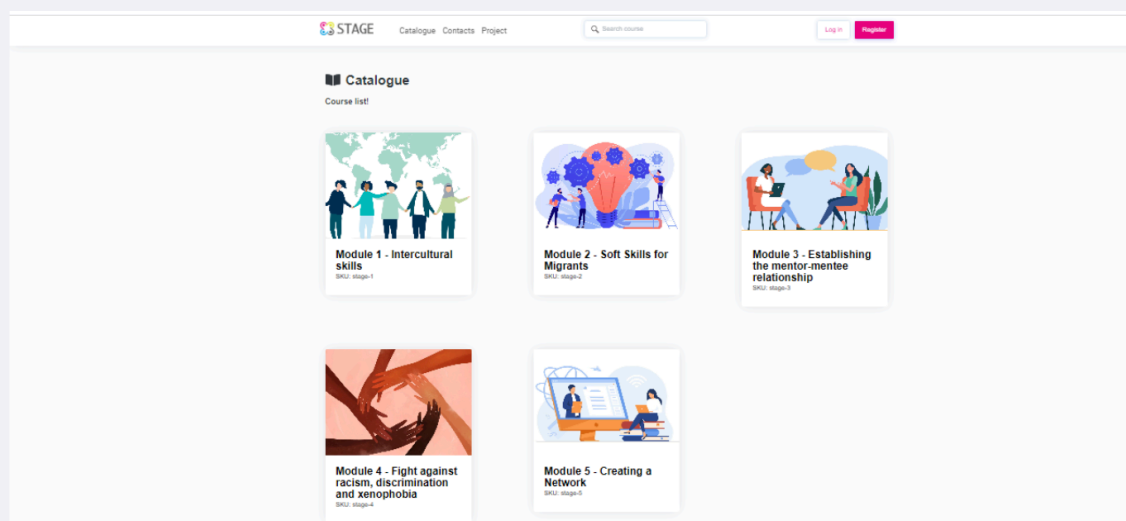 STAGE
Catalogue Contacts Project
Search course
Log in
Register
Catalogue
Course list!
Module 1 - Intercultural
skills
SKU: stage-1
Module 2 - Soft Skills for
Migrants
SKU: stage-2
Module 3 - Establishing
the mentor-mentee
relationship
SKU: stage-3
Module 4 - Fight against
racism, discrimination
and xenophobia
SKU: stage-4
Module 5 - Creating a
Network
SKU: stage-5